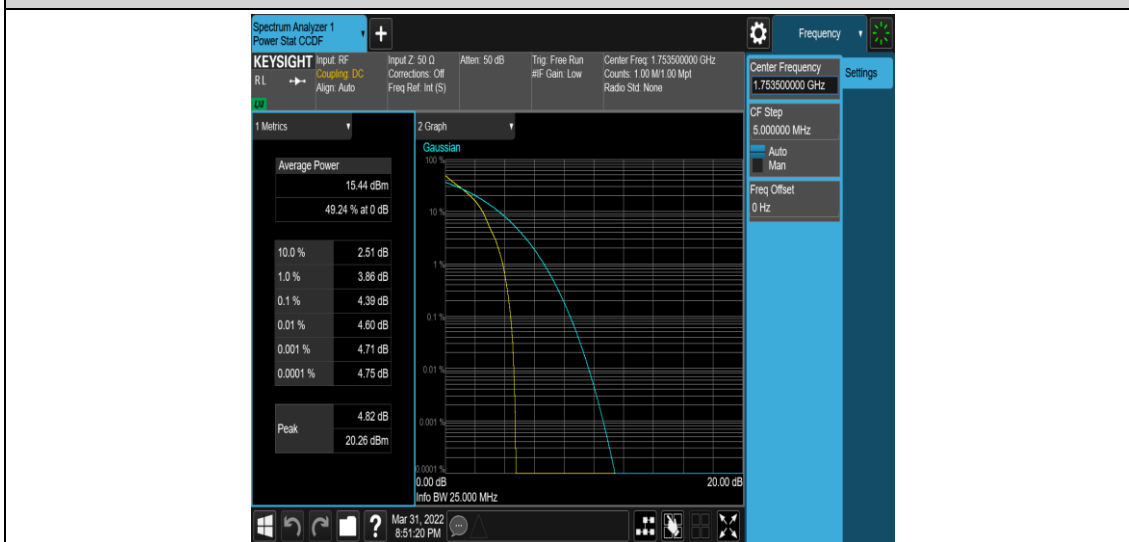 Spectrum Analyzer 1
Power Stat CCDF
+
Frequency
KEYSIGHT
RL
Input: RF
Coupling: DC
Align: Auto
Input Z: 50 Ω
Corrections: Off
Freq Ref: Int (S)
Atten: 50 dB
Trig: Free Run
#IF Gain: Low
Center Freq: 1.753500000 GHz
Counts: 1.00 M/1.00 Mpt
Radio Std: None
Center Frequency
1.753500000 GHz
Settings
CF Step
5.000000 MHz
Auto
Man
Freq Offset
0 Hz
1 Metrics
Average Power
15.44 dBm
49.24 % at 0 dB
10.0 % 2.51 dB
1.0 % 3.86 dB
0.1 % 4.39 dB
0.01 % 4.60 dB
0.001 % 4.71 dB
0.0001 % 4.75 dB
Peak
4.82 dB
20.26 dBm
2 Graph
Gaussian
100 %
10 %
1 %
0.1 %
0.01 %
0.001 %
0.0001 %
0.00 dB 20.00 dB
Info BW 25.000 MHz
?
Mar 31, 2022
8:51:20 PM